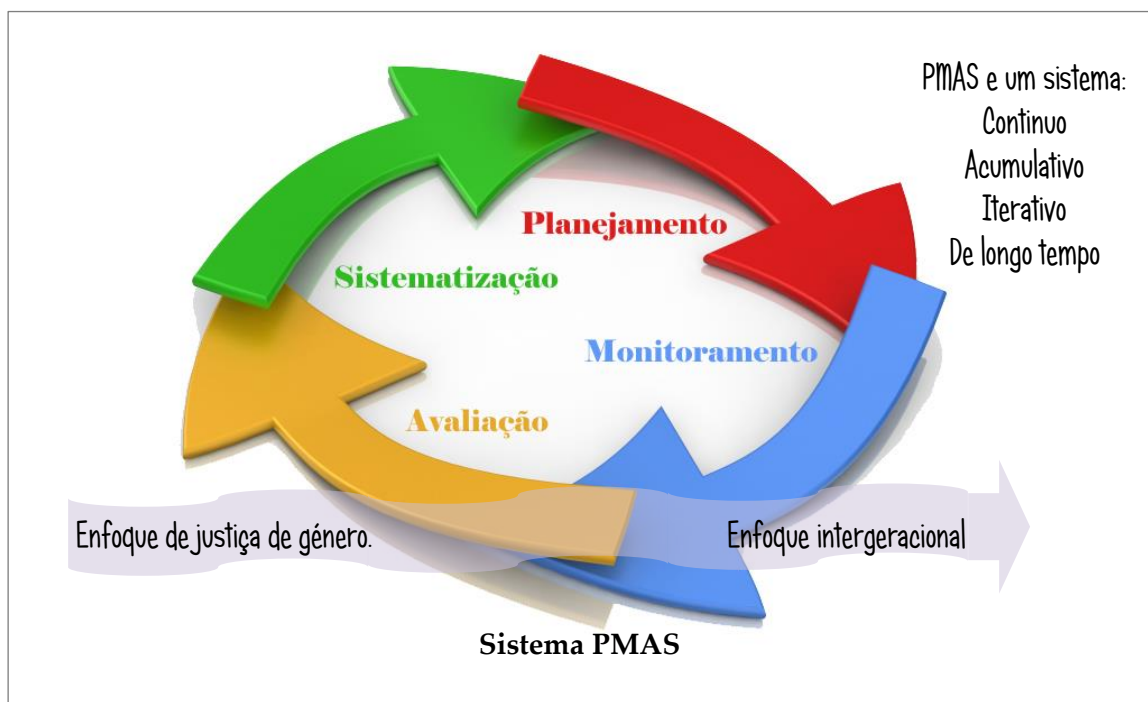 PMAS e um sistema:
Continuo
Acumulativo
Iterativo
De longo tempo
Planejamento
Sistematização
Monitoramento
Avaliação
Enfoque de justiça de género.
Enfoque intergeracional
Sistema PMAS